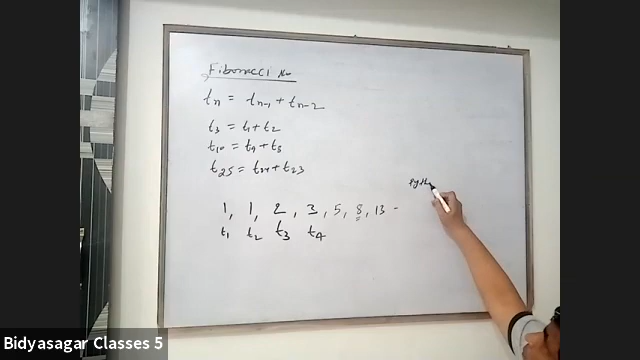 Fibonacci No
tn = tn-1 + tn-2
t3 = t1 + t2
t10 = t9 + t8
t25 = t24 + t23
Pyth
1, 1, 2, 3, 5, 8, 13 -
t1 t2 t3 t4
Bidyasagar Classes 5